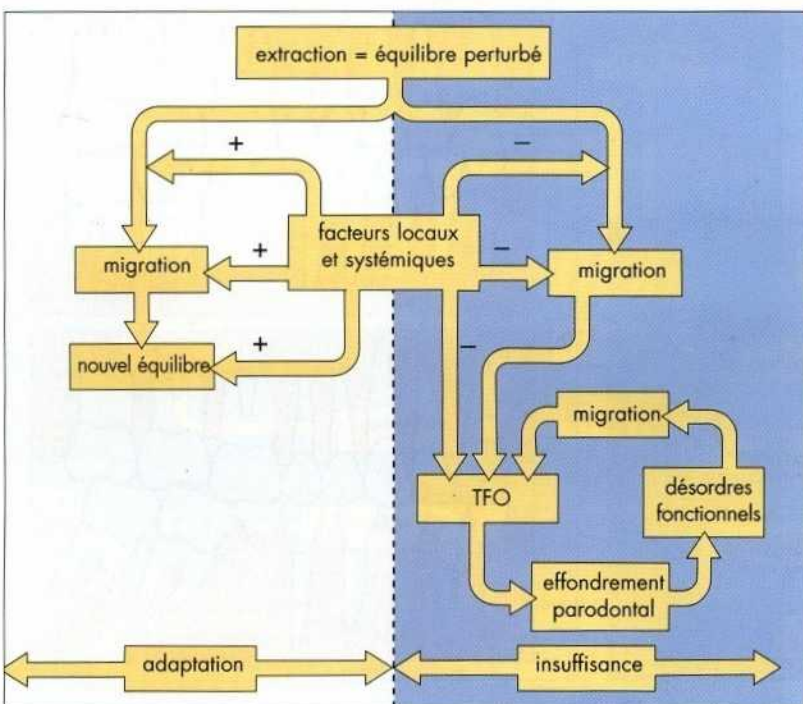 extraction = équilibre perturbé
+
–
facteurs locaux
et systémiques
migration
+
–
migration
nouvel équilibre
+
–
migration
TFO
désordres
fonctionnels
effondrement
parodontal
adaptation
insuffisance